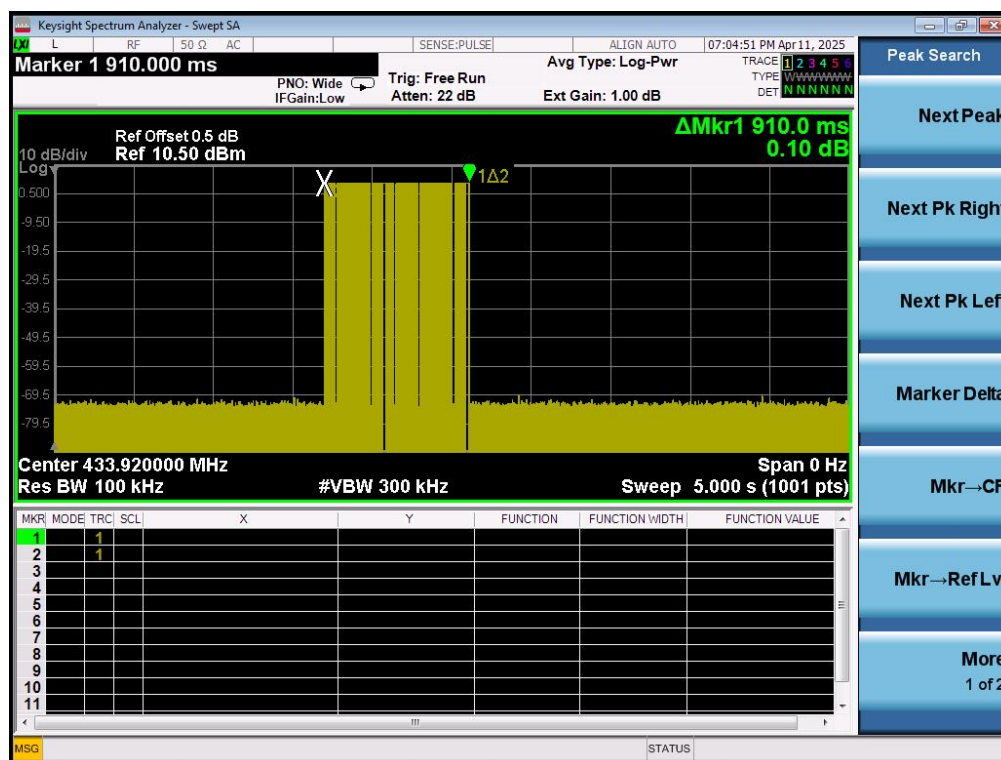 Keysight Spectrum Analyzer - Swept SA
LXI L RF 50 Ω AC SENSE:PULSE ALIGN AUTO 07:04:51 PM Apr 11, 2025
Marker 1 910.000 ms
PNO: Wide
IFGain:Low
Trig: Free Run
Atten: 22 dB
Avg Type: Log-Pwr
Ext Gain: 1.00 dB
TRACE 1 2 3 4 5 6
TYPE WWWWWW
DET N N N N N N
Peak Search
Next Peak
Next Pk Right
Next Pk Left
Marker Delta
Mkr→CF
Mkr→Ref Lv
More
1 of 2
ΔMkr1 910.0 ms
0.10 dB
Ref Offset 0.5 dB
10 dB/div Ref 10.50 dBm
Log
1Δ2
X
0.500
-9.50
-19.5
-29.5
-39.5
-49.5
-59.5
-69.5
-79.5
Center 433.920000 MHz Span 0 Hz
Res BW 100 kHz #VBW 300 kHz Sweep 5.000 s (1001 pts)
MKR MODE TRC SCL X Y FUNCTION FUNCTION WIDTH FUNCTION VALUE
1 1
2 1
3
4
5
6
7
8
9
10
11
MSG STATUS